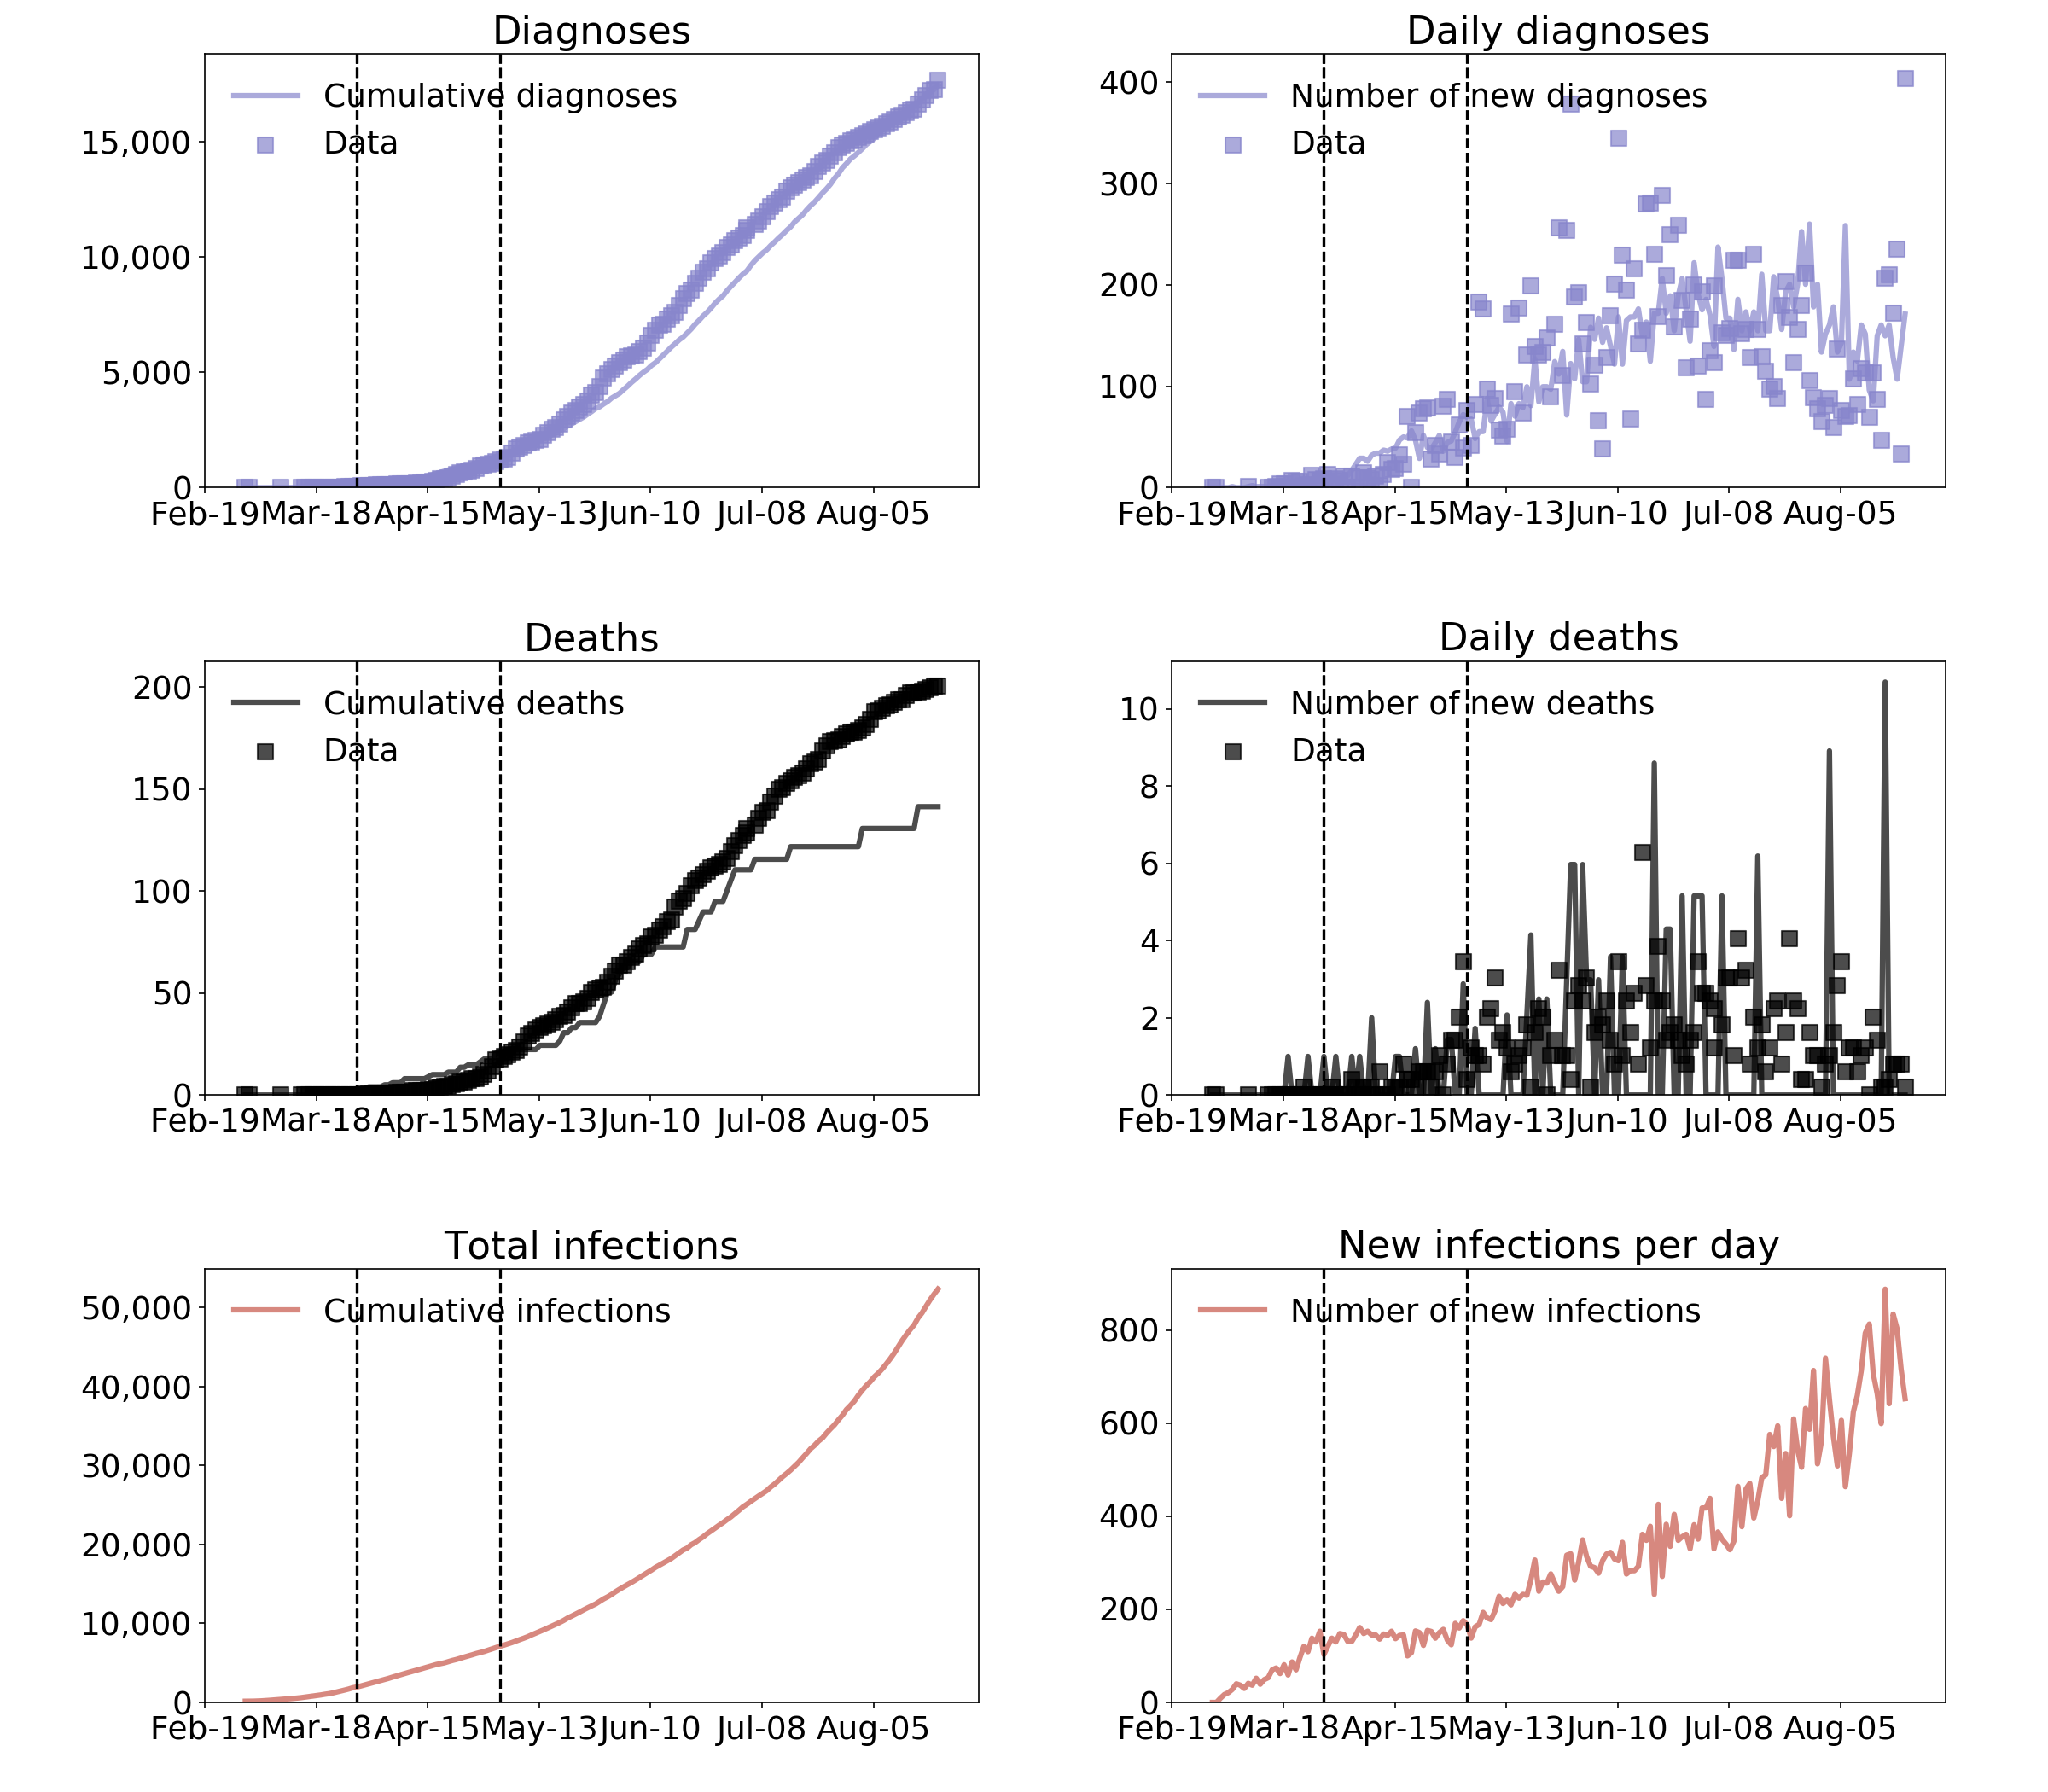 Diagnoses
Cumulative diagnoses
Data
15,000
10,000
5,000
0
Feb-19 Mar-18 Apr-15 May-13 Jun-10 Jul-08 Aug-05
Daily diagnoses
Number of new diagnoses
Data
400
300
200
100
0
Feb-19 Mar-18 Apr-15 May-13 Jun-10 Jul-08 Aug-05
Deaths
Cumulative deaths
Data
200
150
100
50
0
Feb-19 Mar-18 Apr-15 May-13 Jun-10 Jul-08 Aug-05
Daily deaths
Number of new deaths
Data
10
8
6
4
2
0
Feb-19 Mar-18 Apr-15 May-13 Jun-10 Jul-08 Aug-05
Total infections
Cumulative infections
50,000
40,000
30,000
20,000
10,000
0
Feb-19 Mar-18 Apr-15 May-13 Jun-10 Jul-08 Aug-05
New infections per day
Number of new infections
800
600
400
200
0
Feb-19 Mar-18 Apr-15 May-13 Jun-10 Jul-08 Aug-05